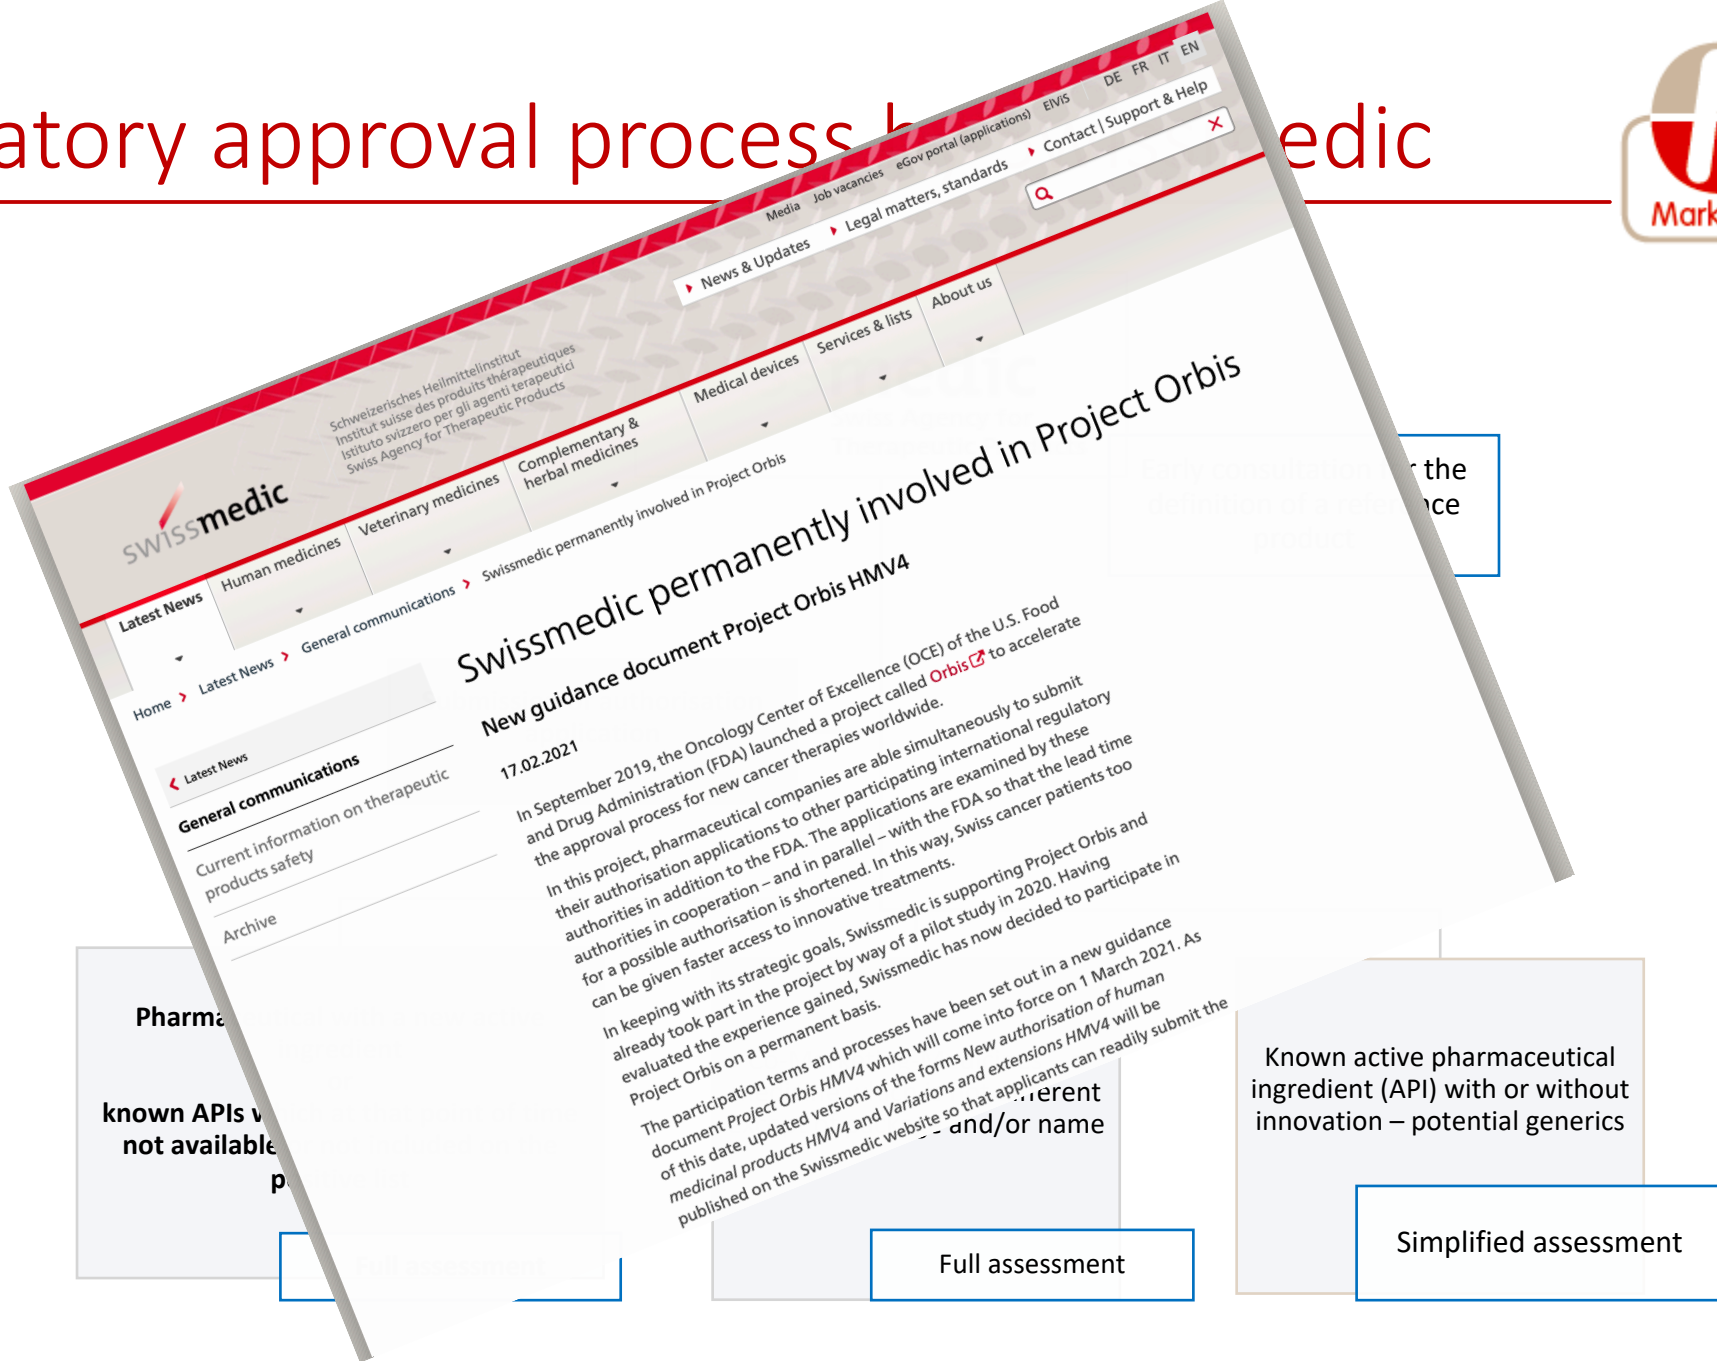 atory approval process
edic
Mark
DE FR IT EN
Media Job vacancies eGov portal (applications) ElViS
News & Updates Legal matters, standards Contact | Support & Help
Schweizerisches Heilmittelinstitut
Institut suisse des produits thérapeutiques
Istituto svizzero per gli agenti terapeutici
Swiss Agency for Therapeutic Products
swissmedic
Latest News
Human medicines
Veterinary medicines
Complementary &
herbal medicines
Medical devices
Services & lists
About us
Home > Latest News > General communications > Swissmedic permanently involved in Project Orbis
Latest News
General communications
Current information on therapeutic
products safety
Archive
Swissmedic permanently involved in Project Orbis
New guidance document Project Orbis HMV4
17.02.2021
In September 2019, the Oncology Center of Excellence (OCE) of the U.S. Food
and Drug Administration (FDA) launched a project called Orbis to accelerate
the approval process for new cancer therapies worldwide.
In this project, pharmaceutical companies are able simultaneously to submit
their authorisation applications to other participating international regulatory
authorities in addition to the FDA. The applications are examined by these
authorities in cooperation – and in parallel – with the FDA so that the lead time
for a possible authorisation is shortened. In this way, Swiss cancer patients too
can be given faster access to innovative treatments.
In keeping with its strategic goals, Swissmedic is supporting Project Orbis and
already took part in the project by way of a pilot study in 2020. Having
evaluated the experience gained, Swissmedic has now decided to participate in
Project Orbis on a permanent basis.
The participation terms and processes have been set out in a new guidance
document Project Orbis HMV4 which will come into force on 1 March 2021. As
of this date, updated versions of the forms New authorisation of human
medicinal products HMV4 and Variations and extensions HMV4 will be
published on the Swissmedic website so that applicants can readily submit the
the
Pharma
known APIs
not available
and/or name
Full assessment
Known active pharmaceutical
ingredient (API) with or without
innovation – potential generics
Simplified assessment